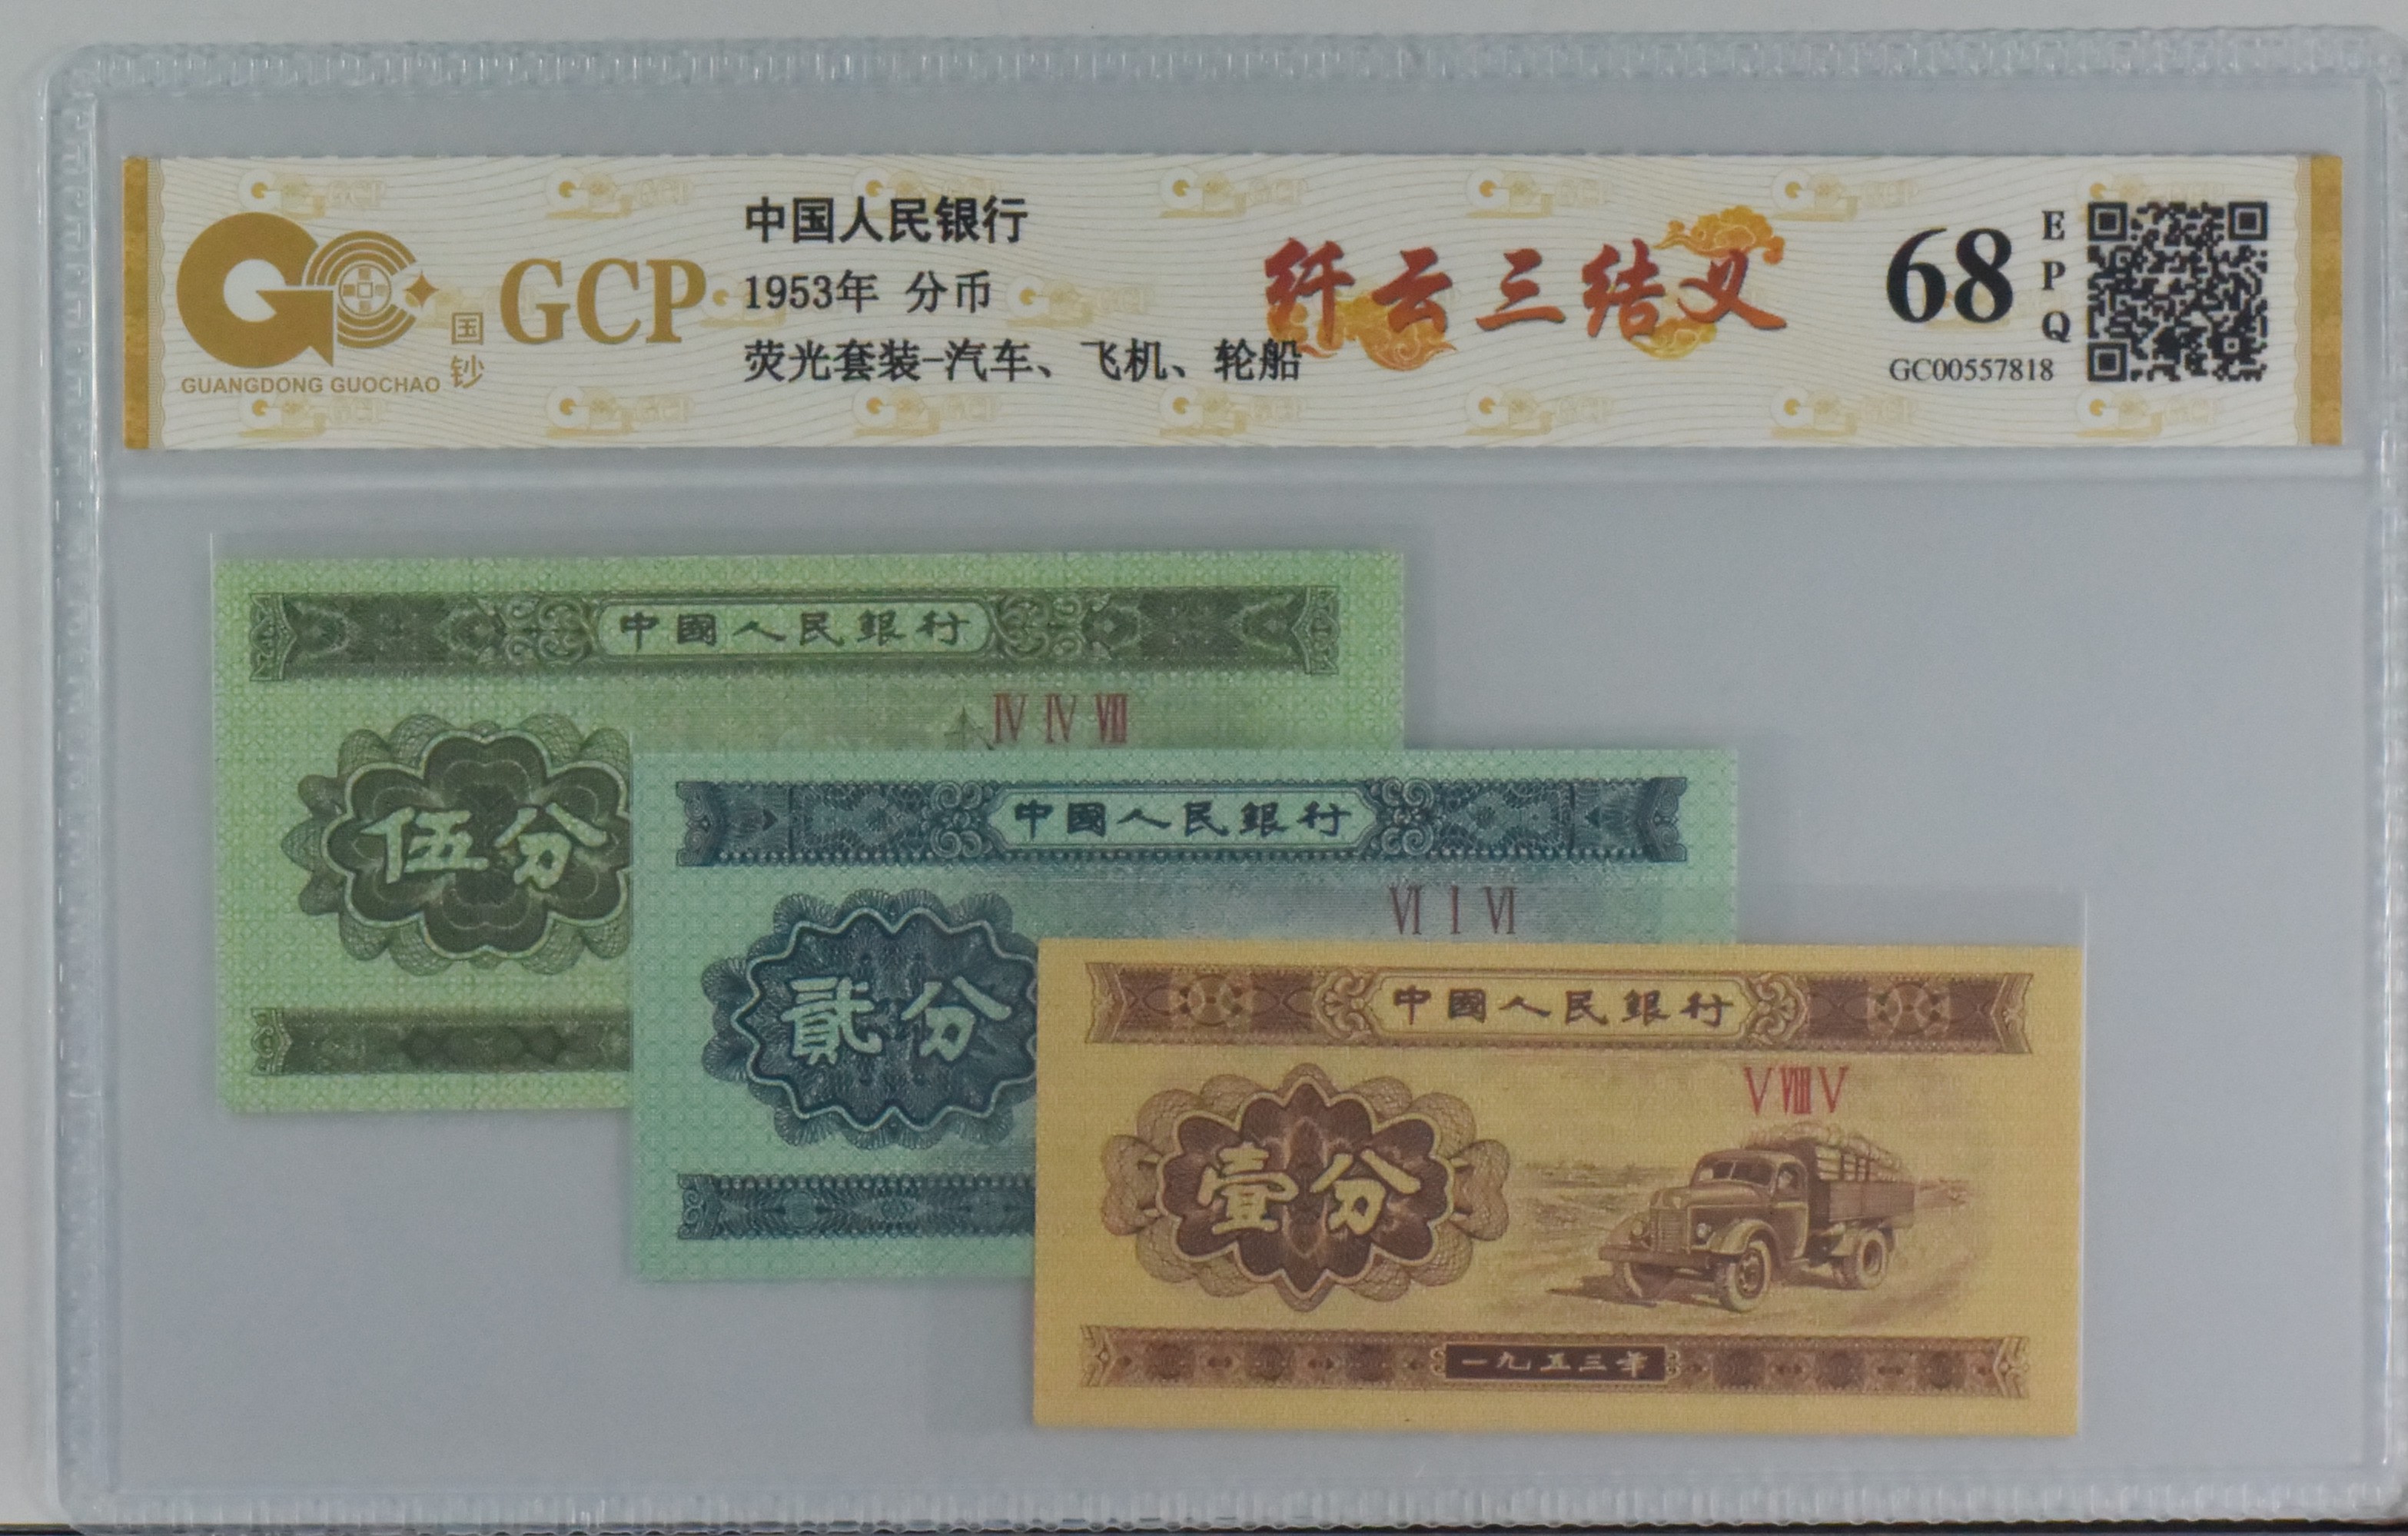 中国人民银行
1953年 分币
荧光套装-汽车、飞机、轮船
GCP
国钞
GUANGDONG GUOCHAO
纤云三结义
68
EPQ
GC00557818
中國人民銀行
IV IV VIII
伍分
中國人民銀行
VI I VI
貳分
中國人民銀行
V VIII V
壹分
一九五三年